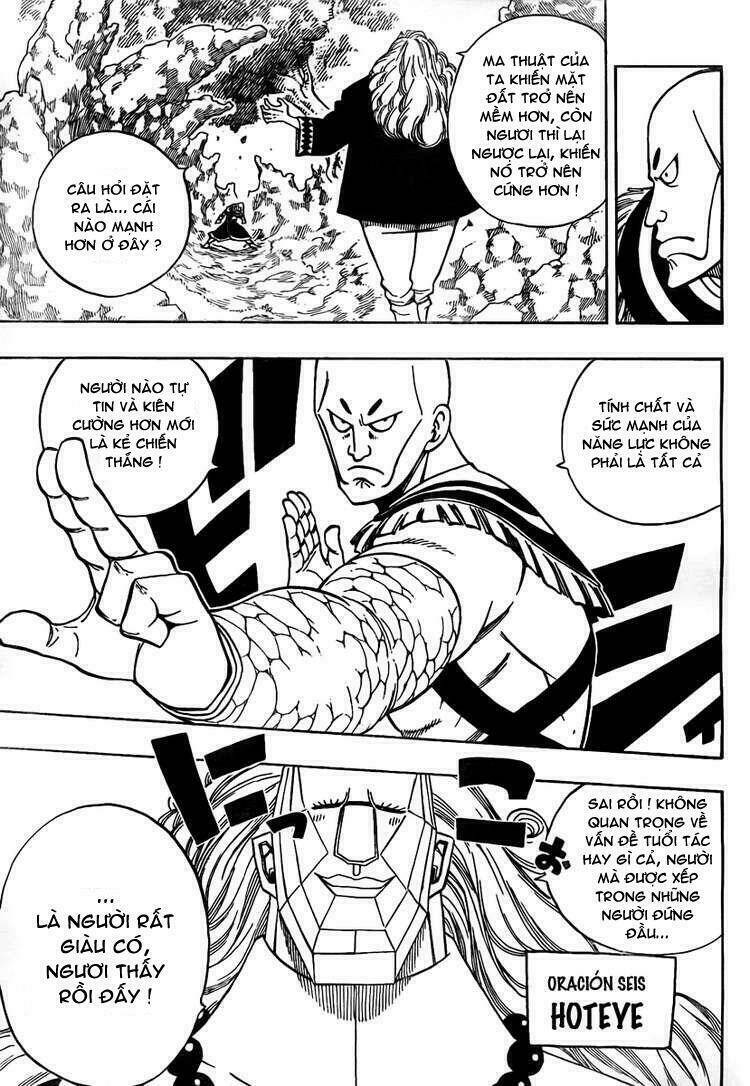 MA THUẬT CỦA
TA KHIẾN MẶT
ĐẤT TRỞ NÊN
MỀM HƠN, CÒN
NGƯƠI THÌ LẠI
NGƯỢC LẠI, KHIẾN
NÓ TRỞ NÊN
CỨNG HƠN !
CÂU HỎI ĐẶT
RA LÀ... CÁI
NÀO MẠNH
HƠN Ở ĐÂY ?
TÍNH CHẤT VÀ
SỨC MẠNH CỦA
NĂNG LỰC KHÔNG
PHẢI LÀ TẤT CẢ
NGƯỜI NÀO TỰ
TIN VÀ KIÊN
CƯỜNG HƠN MỚI
LÀ KẺ CHIẾN
THẮNG !
SAI RỒI ! KHÔNG
QUAN TRỌNG VỀ
VẤN ĐỀ TUỔI TÁC
HAY GÌ CẢ, NGƯỜI
MÀ ĐƯỢC XẾP
TRONG NHỮNG
NGƯỜI ĐỨNG
ĐẦU...
ニッ
...
LÀ NGƯỜI RẤT
GIÀU CÓ,
NGƯƠI THẤY
RỒI ĐẤY !
ORACIÓN SEIS
HOTEYE